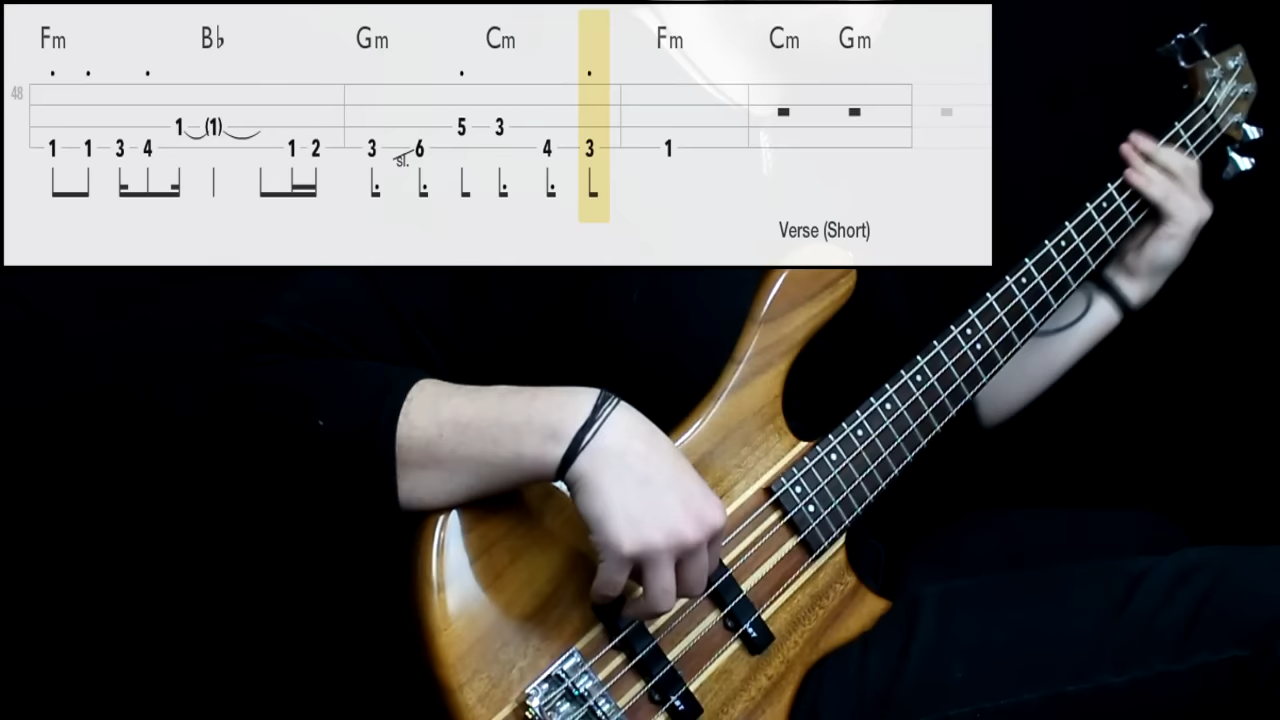 Fm B♭ Gm Cm Fm Cm Gm
48
1 (1) 5 3
1 1 3 4 1 2 3 6 4 3 1
sl.
Verse (Short)